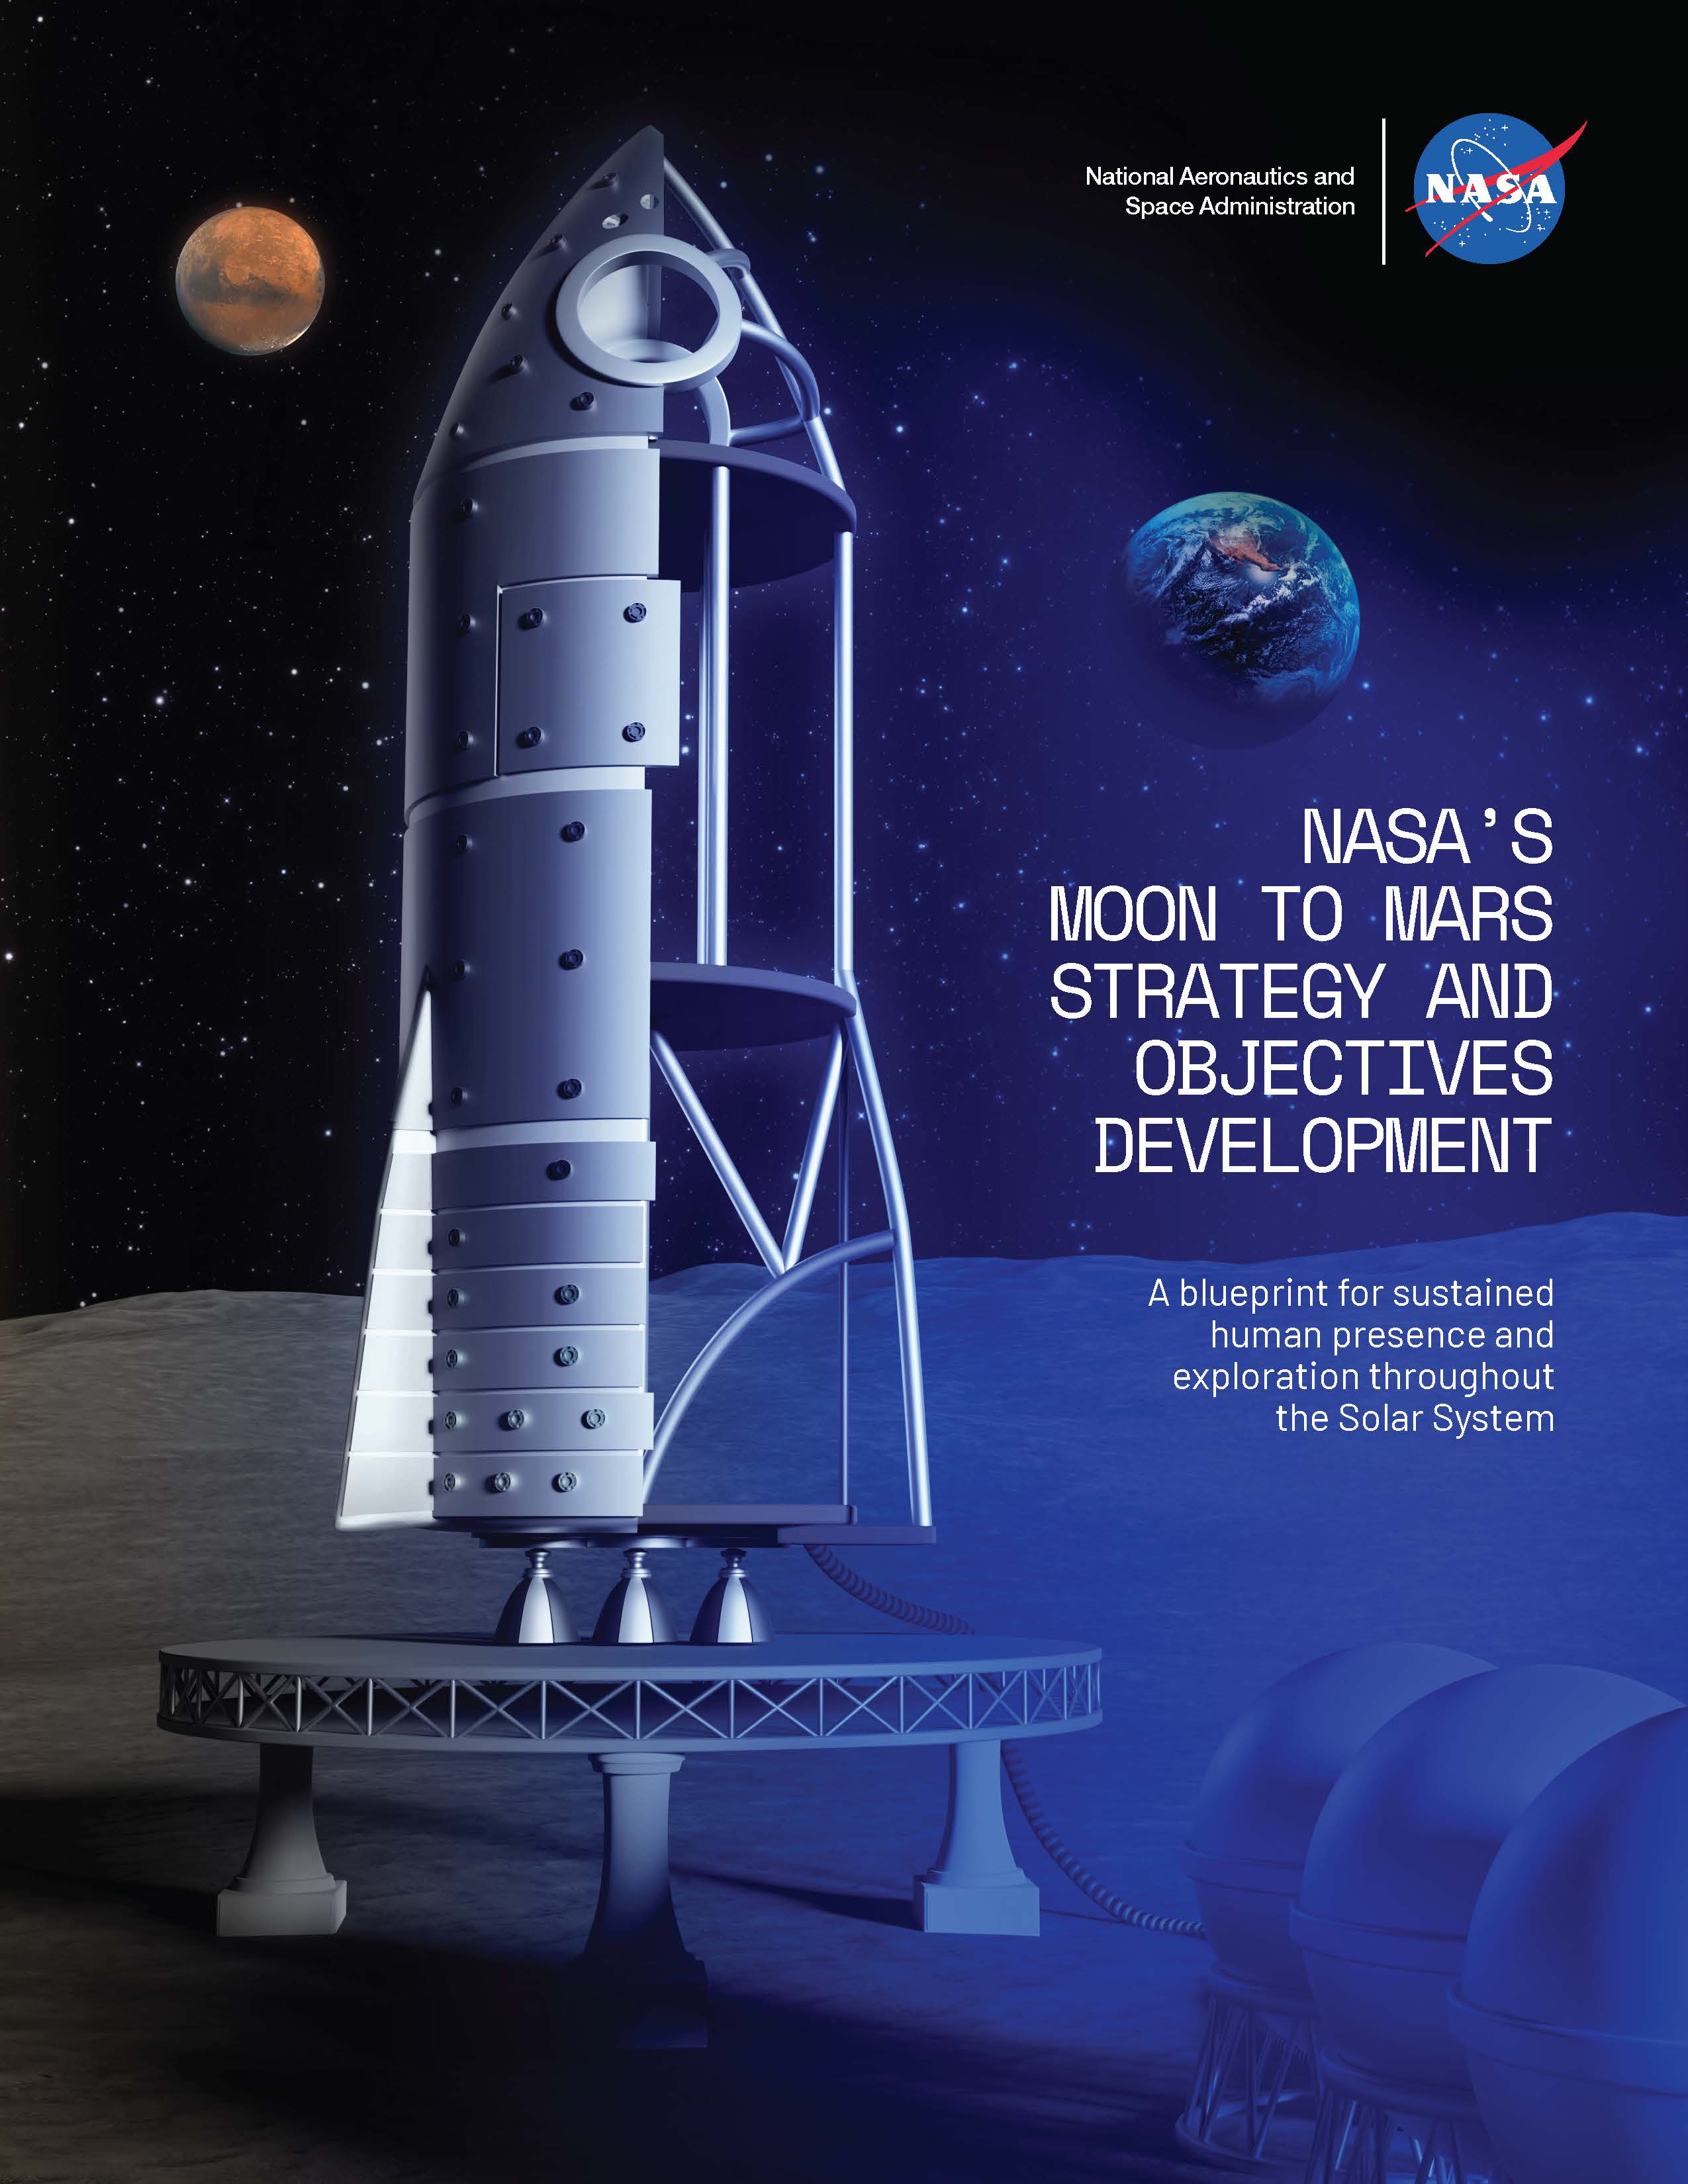 National Aeronautics and
Space Administration
NASA
NASA'S
MOON TO MARS
STRATEGY AND
OBJECTIVES
DEVELOPMENT
A blueprint for sustained
human presence and
exploration throughout
the Solar System